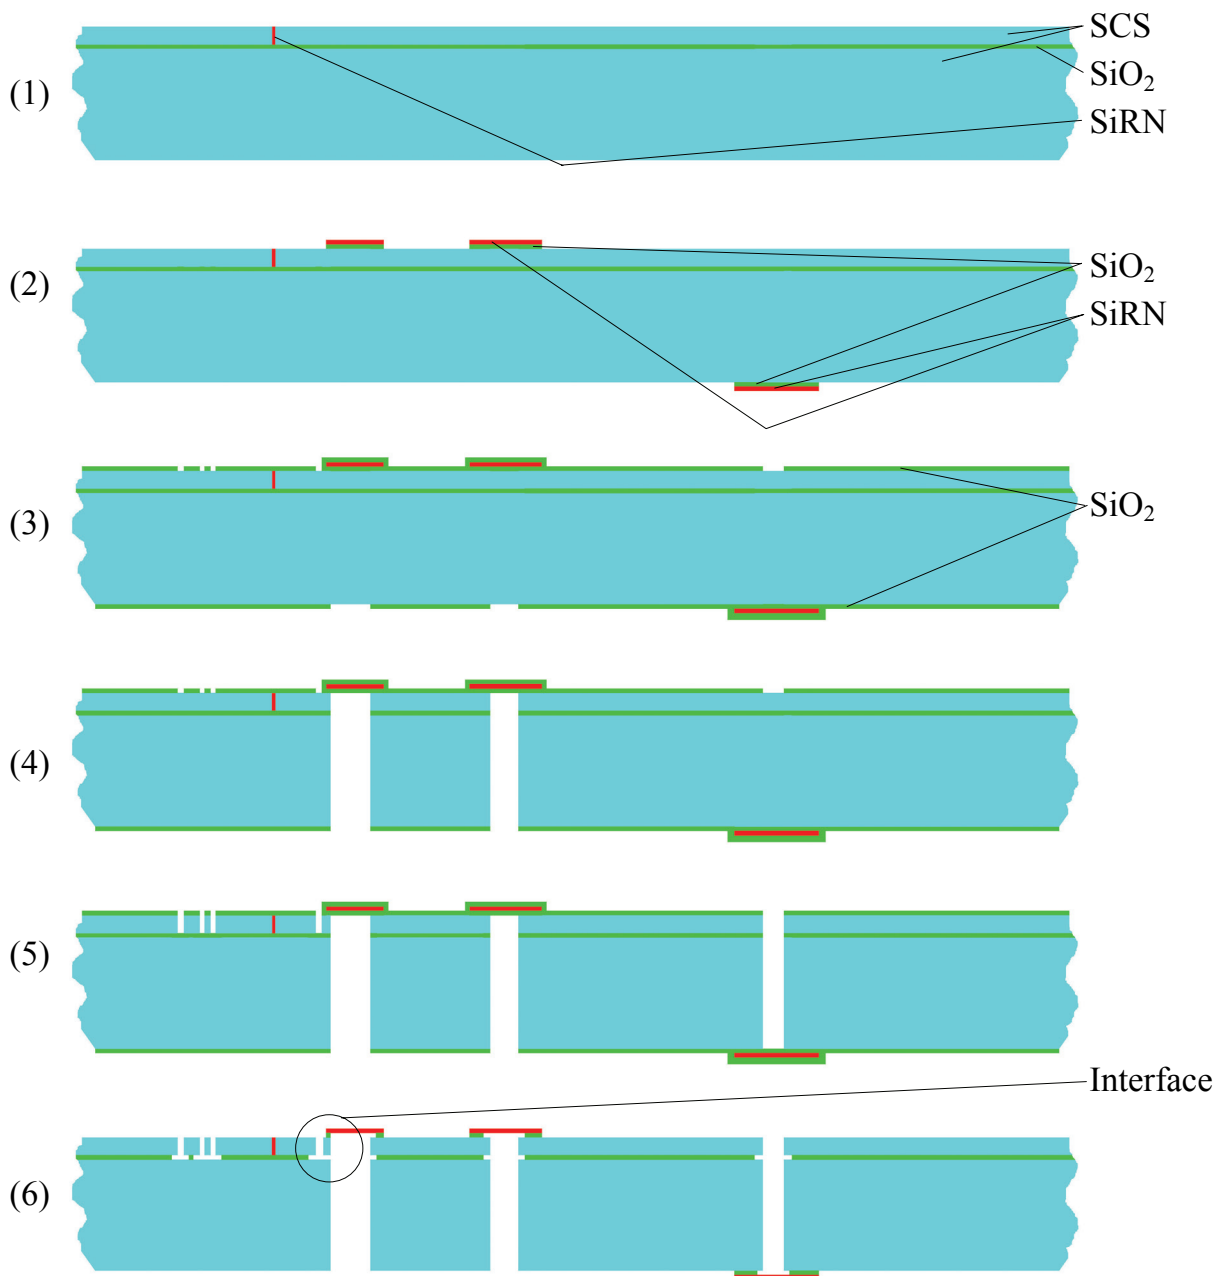 SCS
SiO₂
(1)
SiRN
SiO₂
(2)
SiRN
SiO₂
(3)
(4)
(5)
Interface
(6)